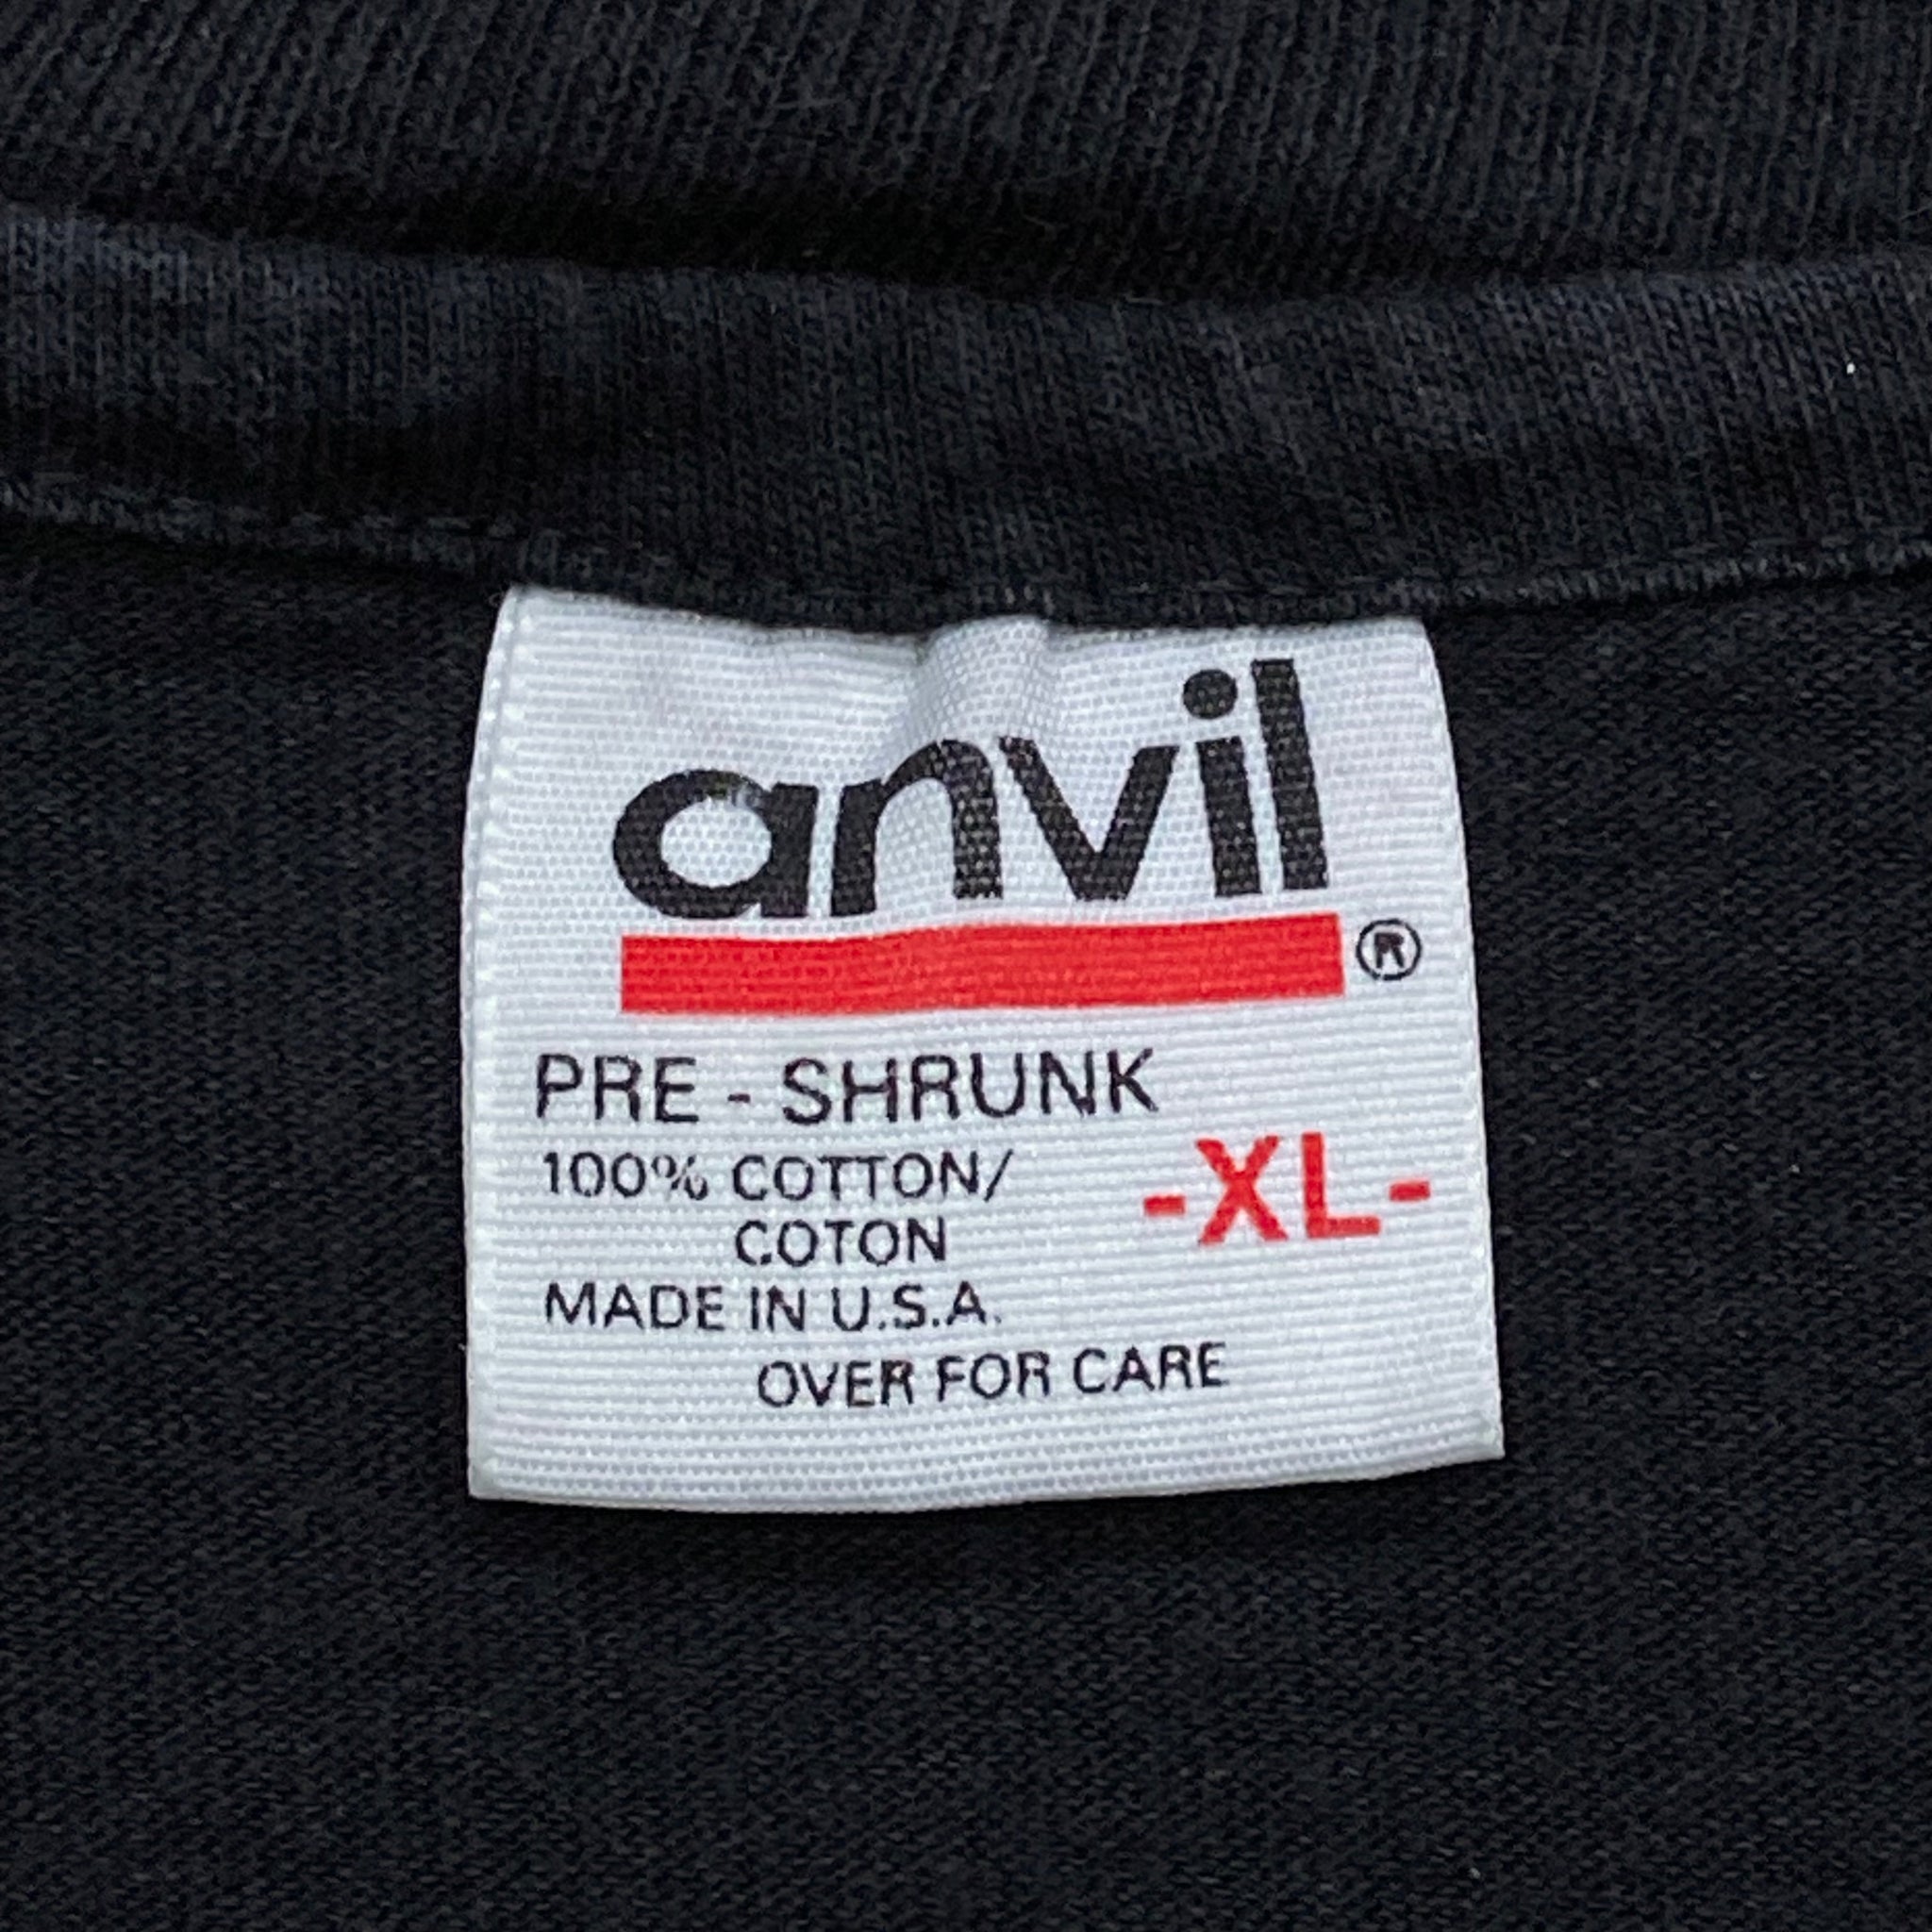 anvil
®
PRE - SHRUNK
100% COTTON/
COTON
-XL-
MADE IN U.S.A.
OVER FOR CARE